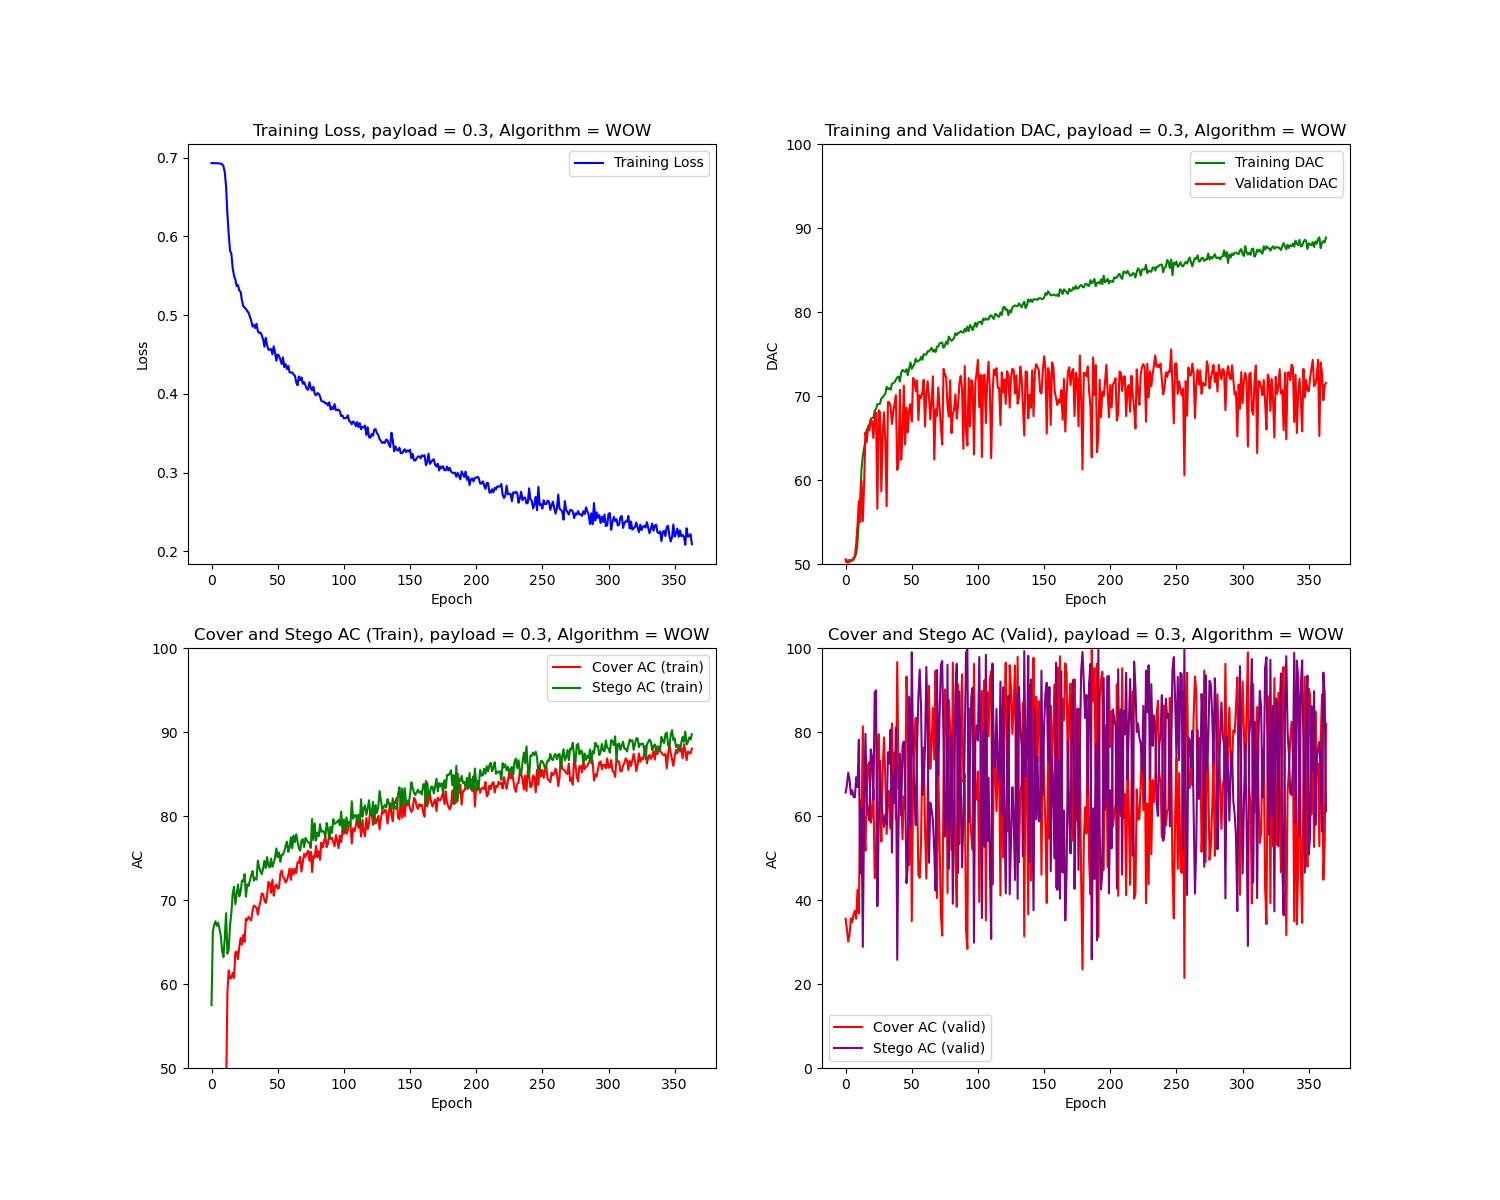 Training Loss, payload = 0.3, Algorithm = WOW
Training Loss
0.7
0.6
0.5
0.4
0.3
0.2
Loss
0 50 100 150 200 250 300 350
Epoch
Training and Validation DAC, payload = 0.3, Algorithm = WOW
Training DAC
Validation DAC
100
90
80
70
60
50
DAC
0 50 100 150 200 250 300 350
Epoch
Cover and Stego AC (Train), payload = 0.3, Algorithm = WOW
Cover AC (train)
Stego AC (train)
100
90
80
70
60
50
AC
0 50 100 150 200 250 300 350
Epoch
Cover and Stego AC (Valid), payload = 0.3, Algorithm = WOW
100
80
60
40
20
0
AC
Cover AC (valid)
Stego AC (valid)
0 50 100 150 200 250 300 350
Epoch